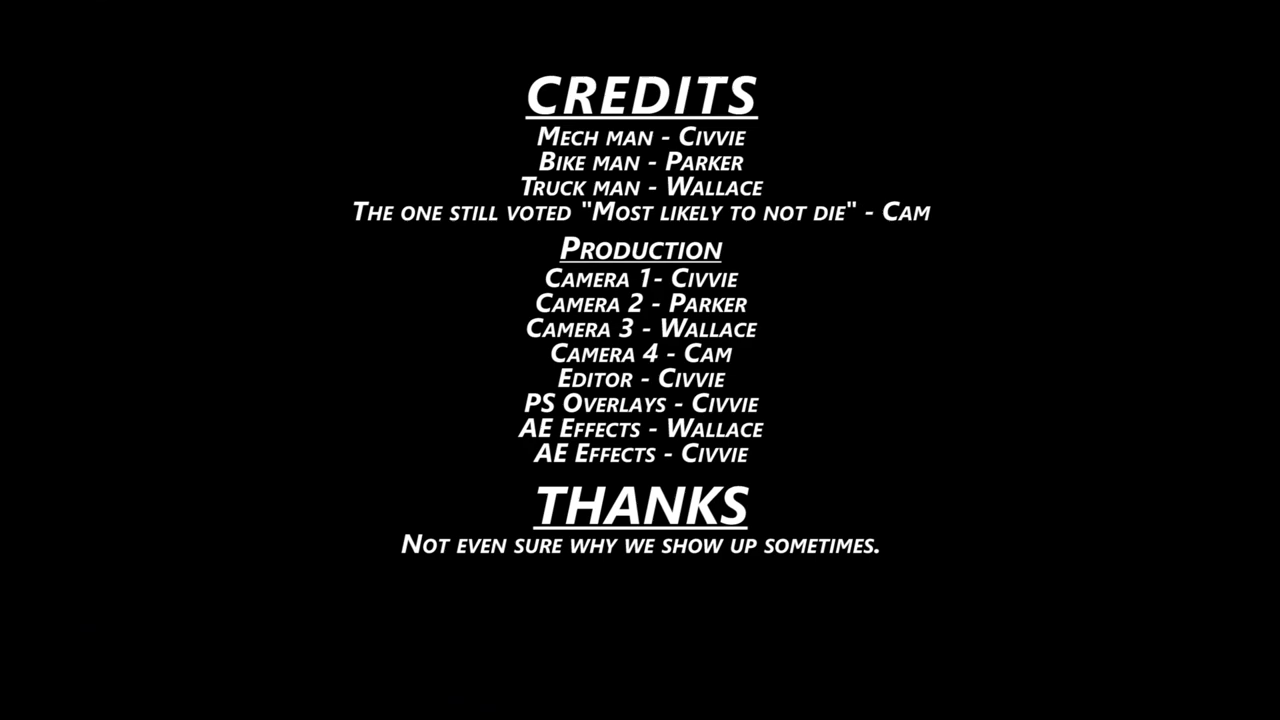 CREDITS
MECH MAN - CIVVIE
BIKE MAN - PARKER
TRUCK MAN - WALLACE
THE ONE STILL VOTED "MOST LIKELY TO NOT DIE" - CAM
PRODUCTION
CAMERA 1- CIVVIE
CAMERA 2 - PARKER
CAMERA 3 - WALLACE
CAMERA 4 - CAM
EDITOR - CIVVIE
PS OVERLAYS - CIVVIE
AE EFFECTS - WALLACE
AE EFFECTS - CIVVIE
THANKS
NOT EVEN SURE WHY WE SHOW UP SOMETIMES.